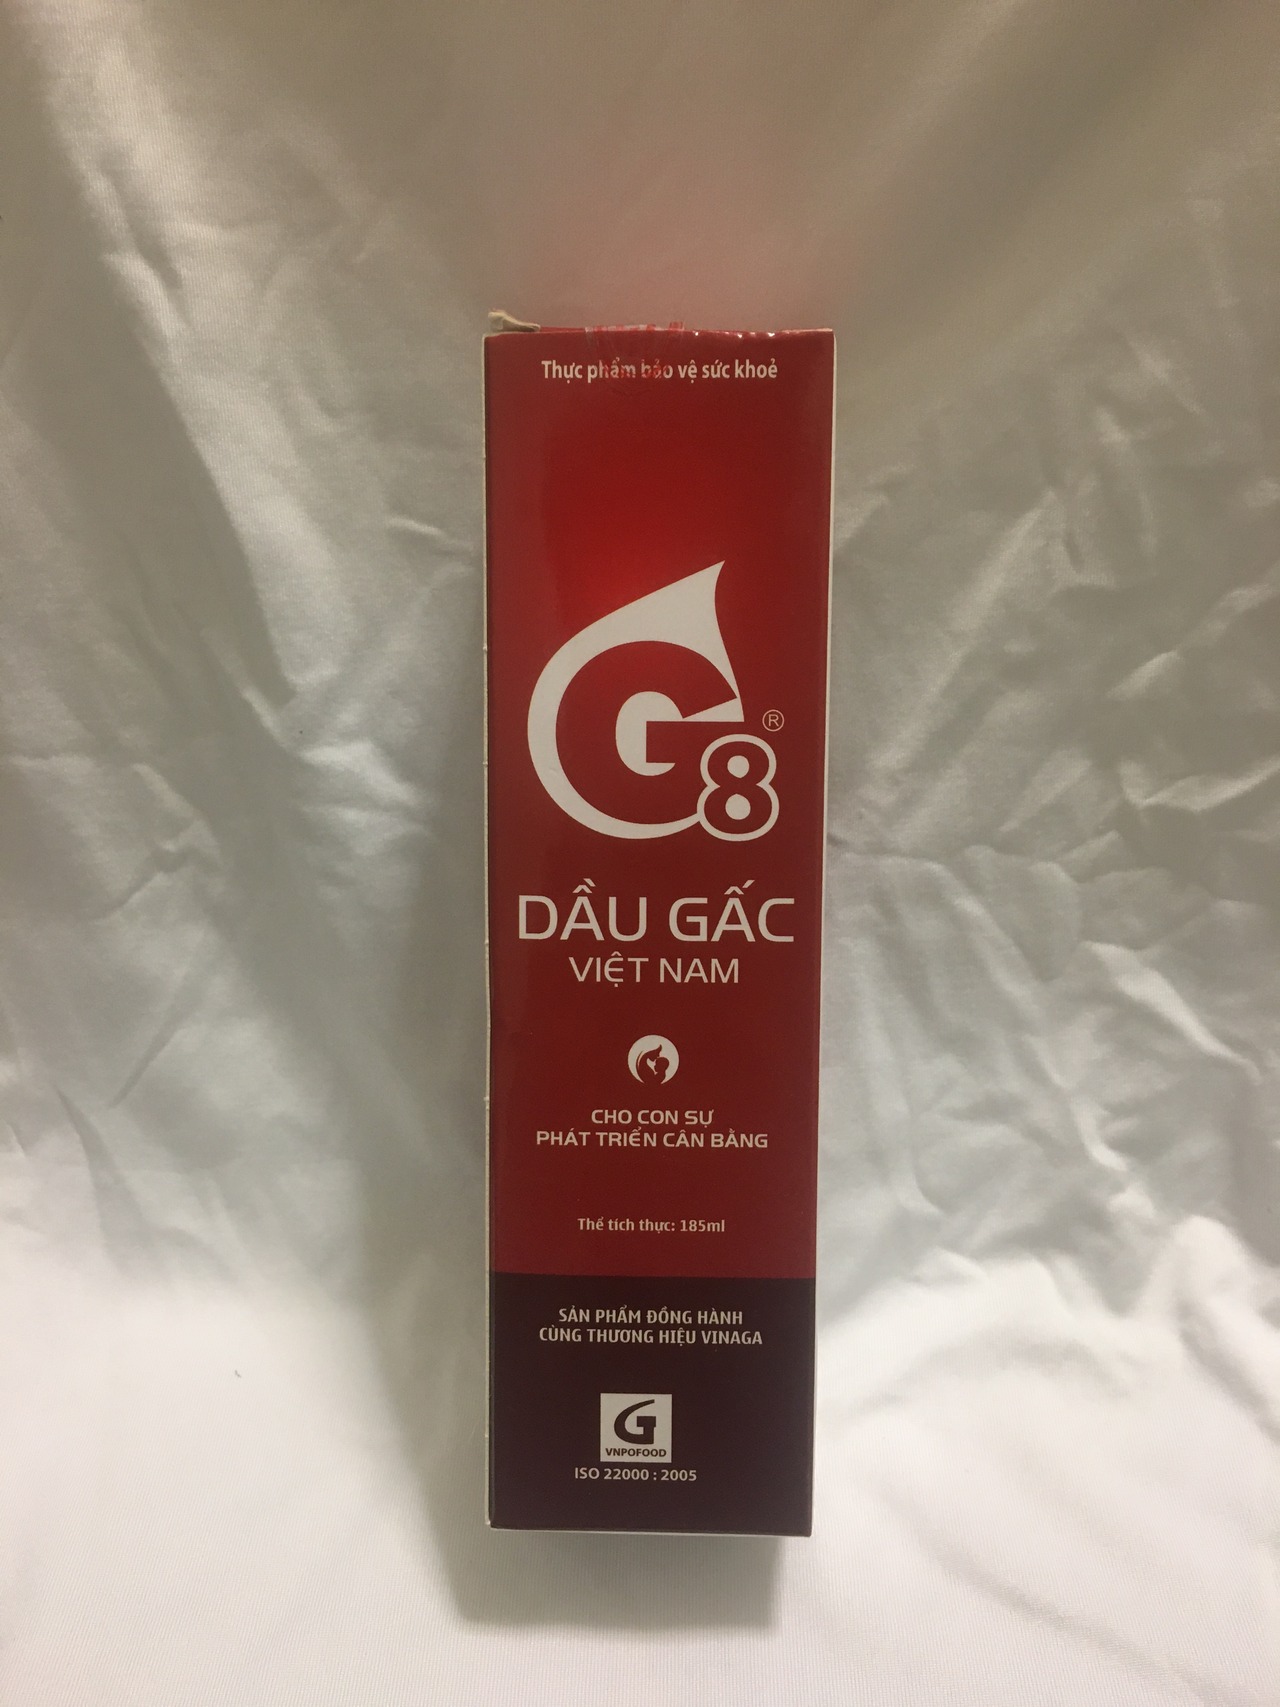 Thực phẩm bảo vệ sức khoẻ
G8®
DẦU GẤC
VIỆT NAM
CHO CON SỰ
PHÁT TRIỂN CÂN BẰNG
Thể tích thực: 185ml
SẢN PHẨM ĐỒNG HÀNH
CÙNG THƯƠNG HIỆU VINAGA
G
VNPOFOOD
ISO 22000 : 2005